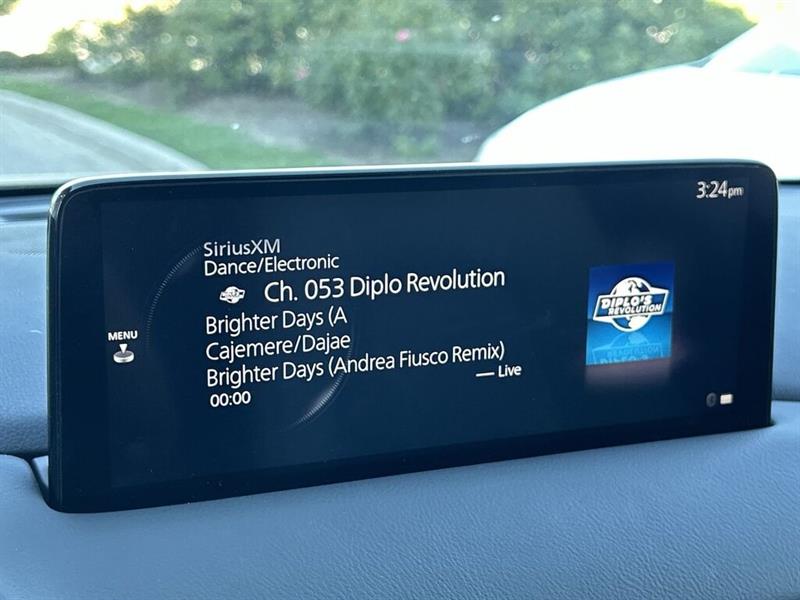 3:24pm
SiriusXM
Dance/Electronic
Ch. 053 Diplo Revolution
Brighter Days (A
Cajemere/Dajae
Brighter Days (Andrea Fiusco Remix)
Live
00:00
MENU
DIPLO'S
REVOLUTION